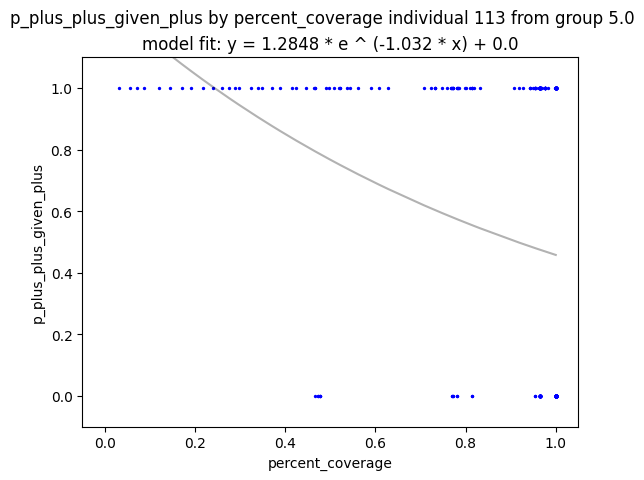 p_plus_plus_given_plus by percent_coverage individual 113 from group 5.0
model fit: y = 1.2848 * e ^ (-1.032 * x) + 0.0
1.0
0.8
0.6
0.4
0.2
0.0
p_plus_plus_given_plus
0.0 0.2 0.4 0.6 0.8 1.0
percent_coverage